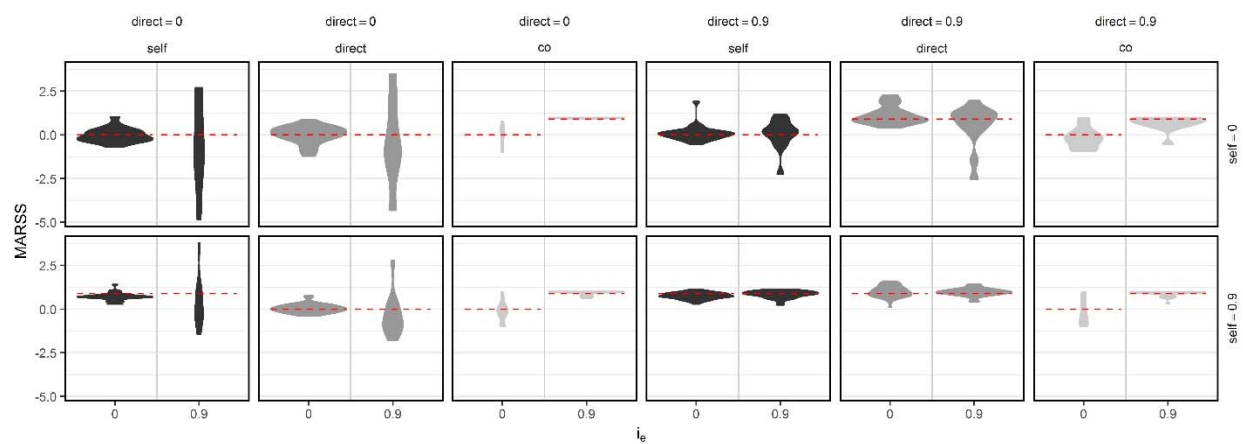 direct = 0 direct = 0 direct = 0 direct = 0.9 direct = 0.9 direct = 0.9
self direct co self direct co
2.5
0.0
-2.5
-5.0
self = 0
MARSS
2.5
0.0
-2.5
-5.0
self = 0.9
0 0.9 0 0.9 0 0.9 0 0.9 0 0.9 0 0.9
ie